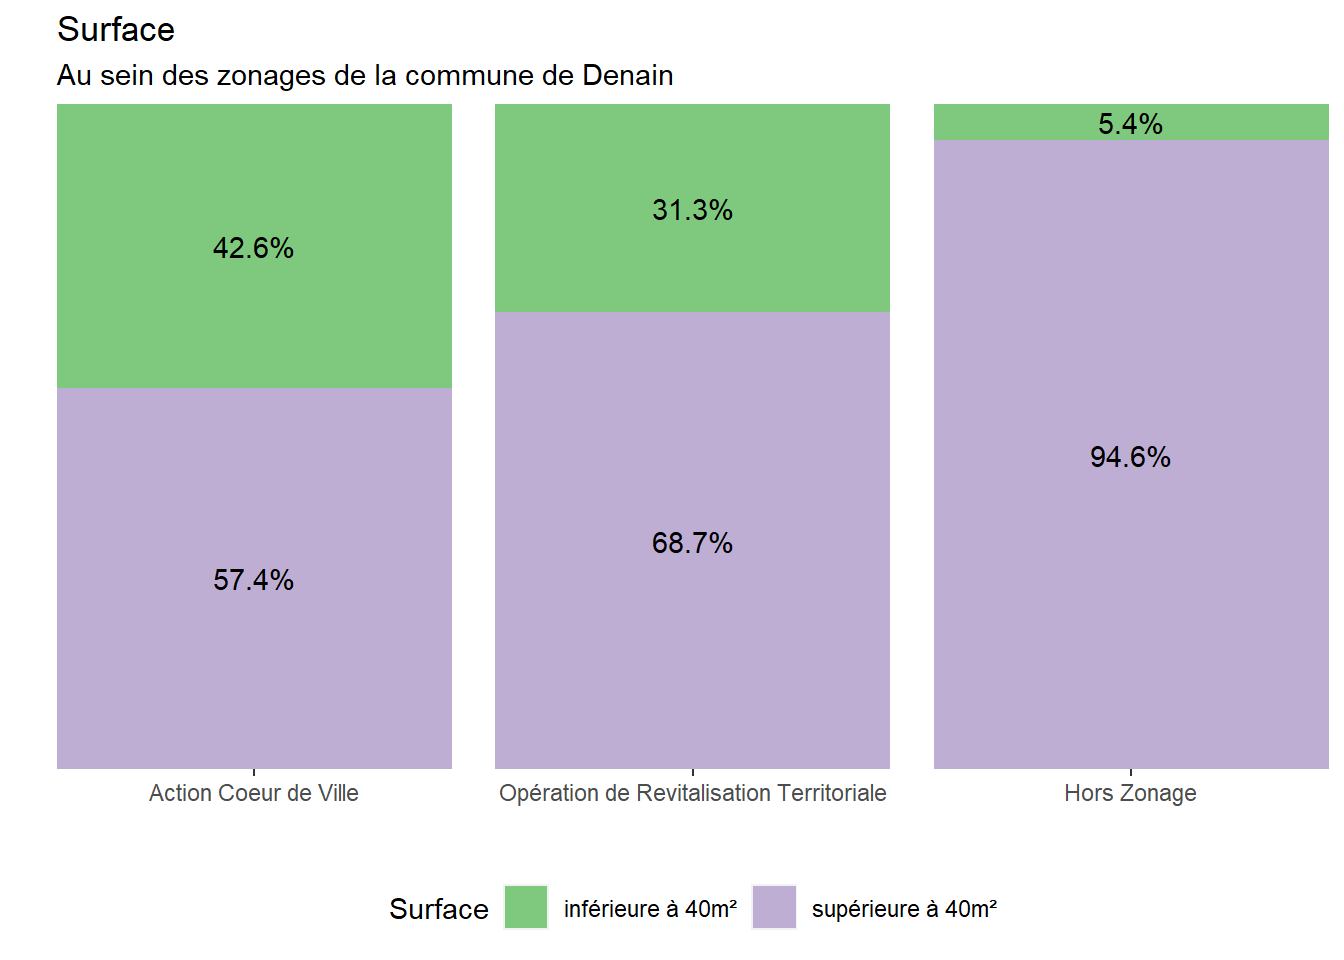 Surface
Au sein des zonages de la commune de Denain
42.6%
31.3%
5.4%
57.4%
68.7%
94.6%
Action Coeur de Ville
Opération de Revitalisation Territoriale
Hors Zonage
Surface inférieure à 40m² supérieure à 40m²